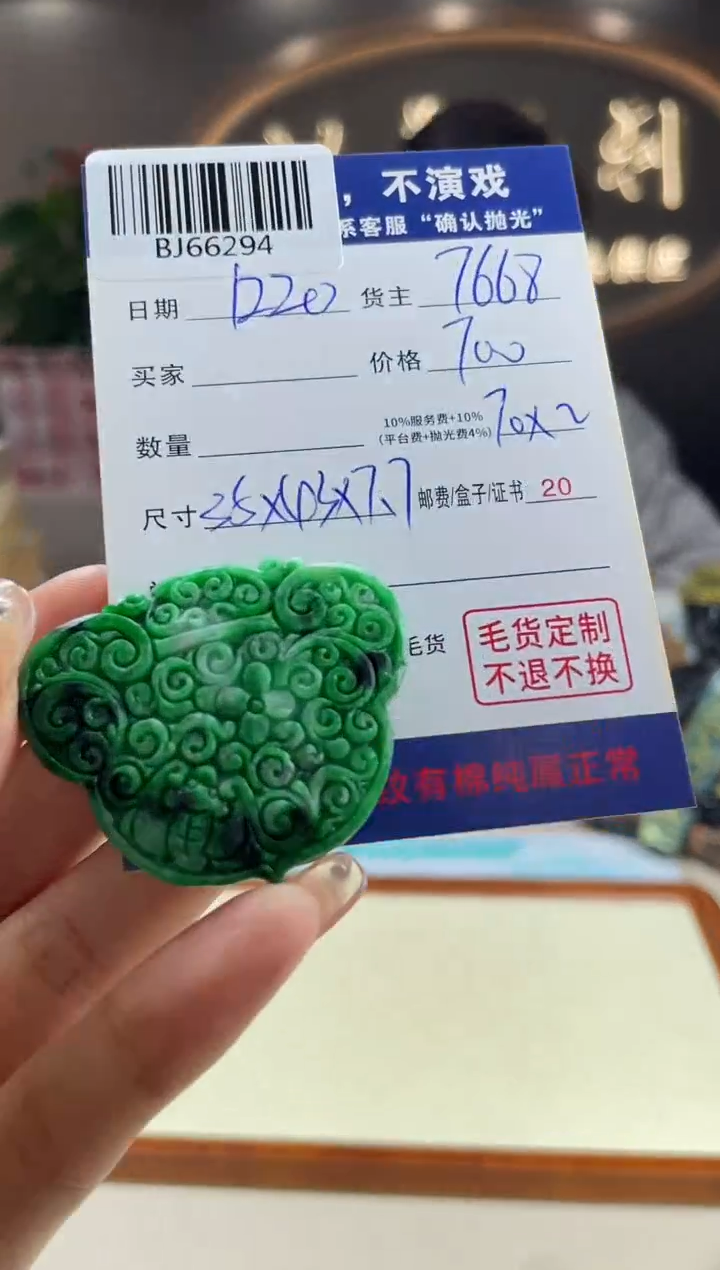 BJ66294
，不演戏
系客服“确认抛光”
日期 1220 货主 7668
买家 价格 700
数量 10%服务费+10%
(平台费+抛光费4%) 70x2
尺寸 邮费/盒子/证书 20
毛货
毛货定制
不退不换
纹有棉纯属正常